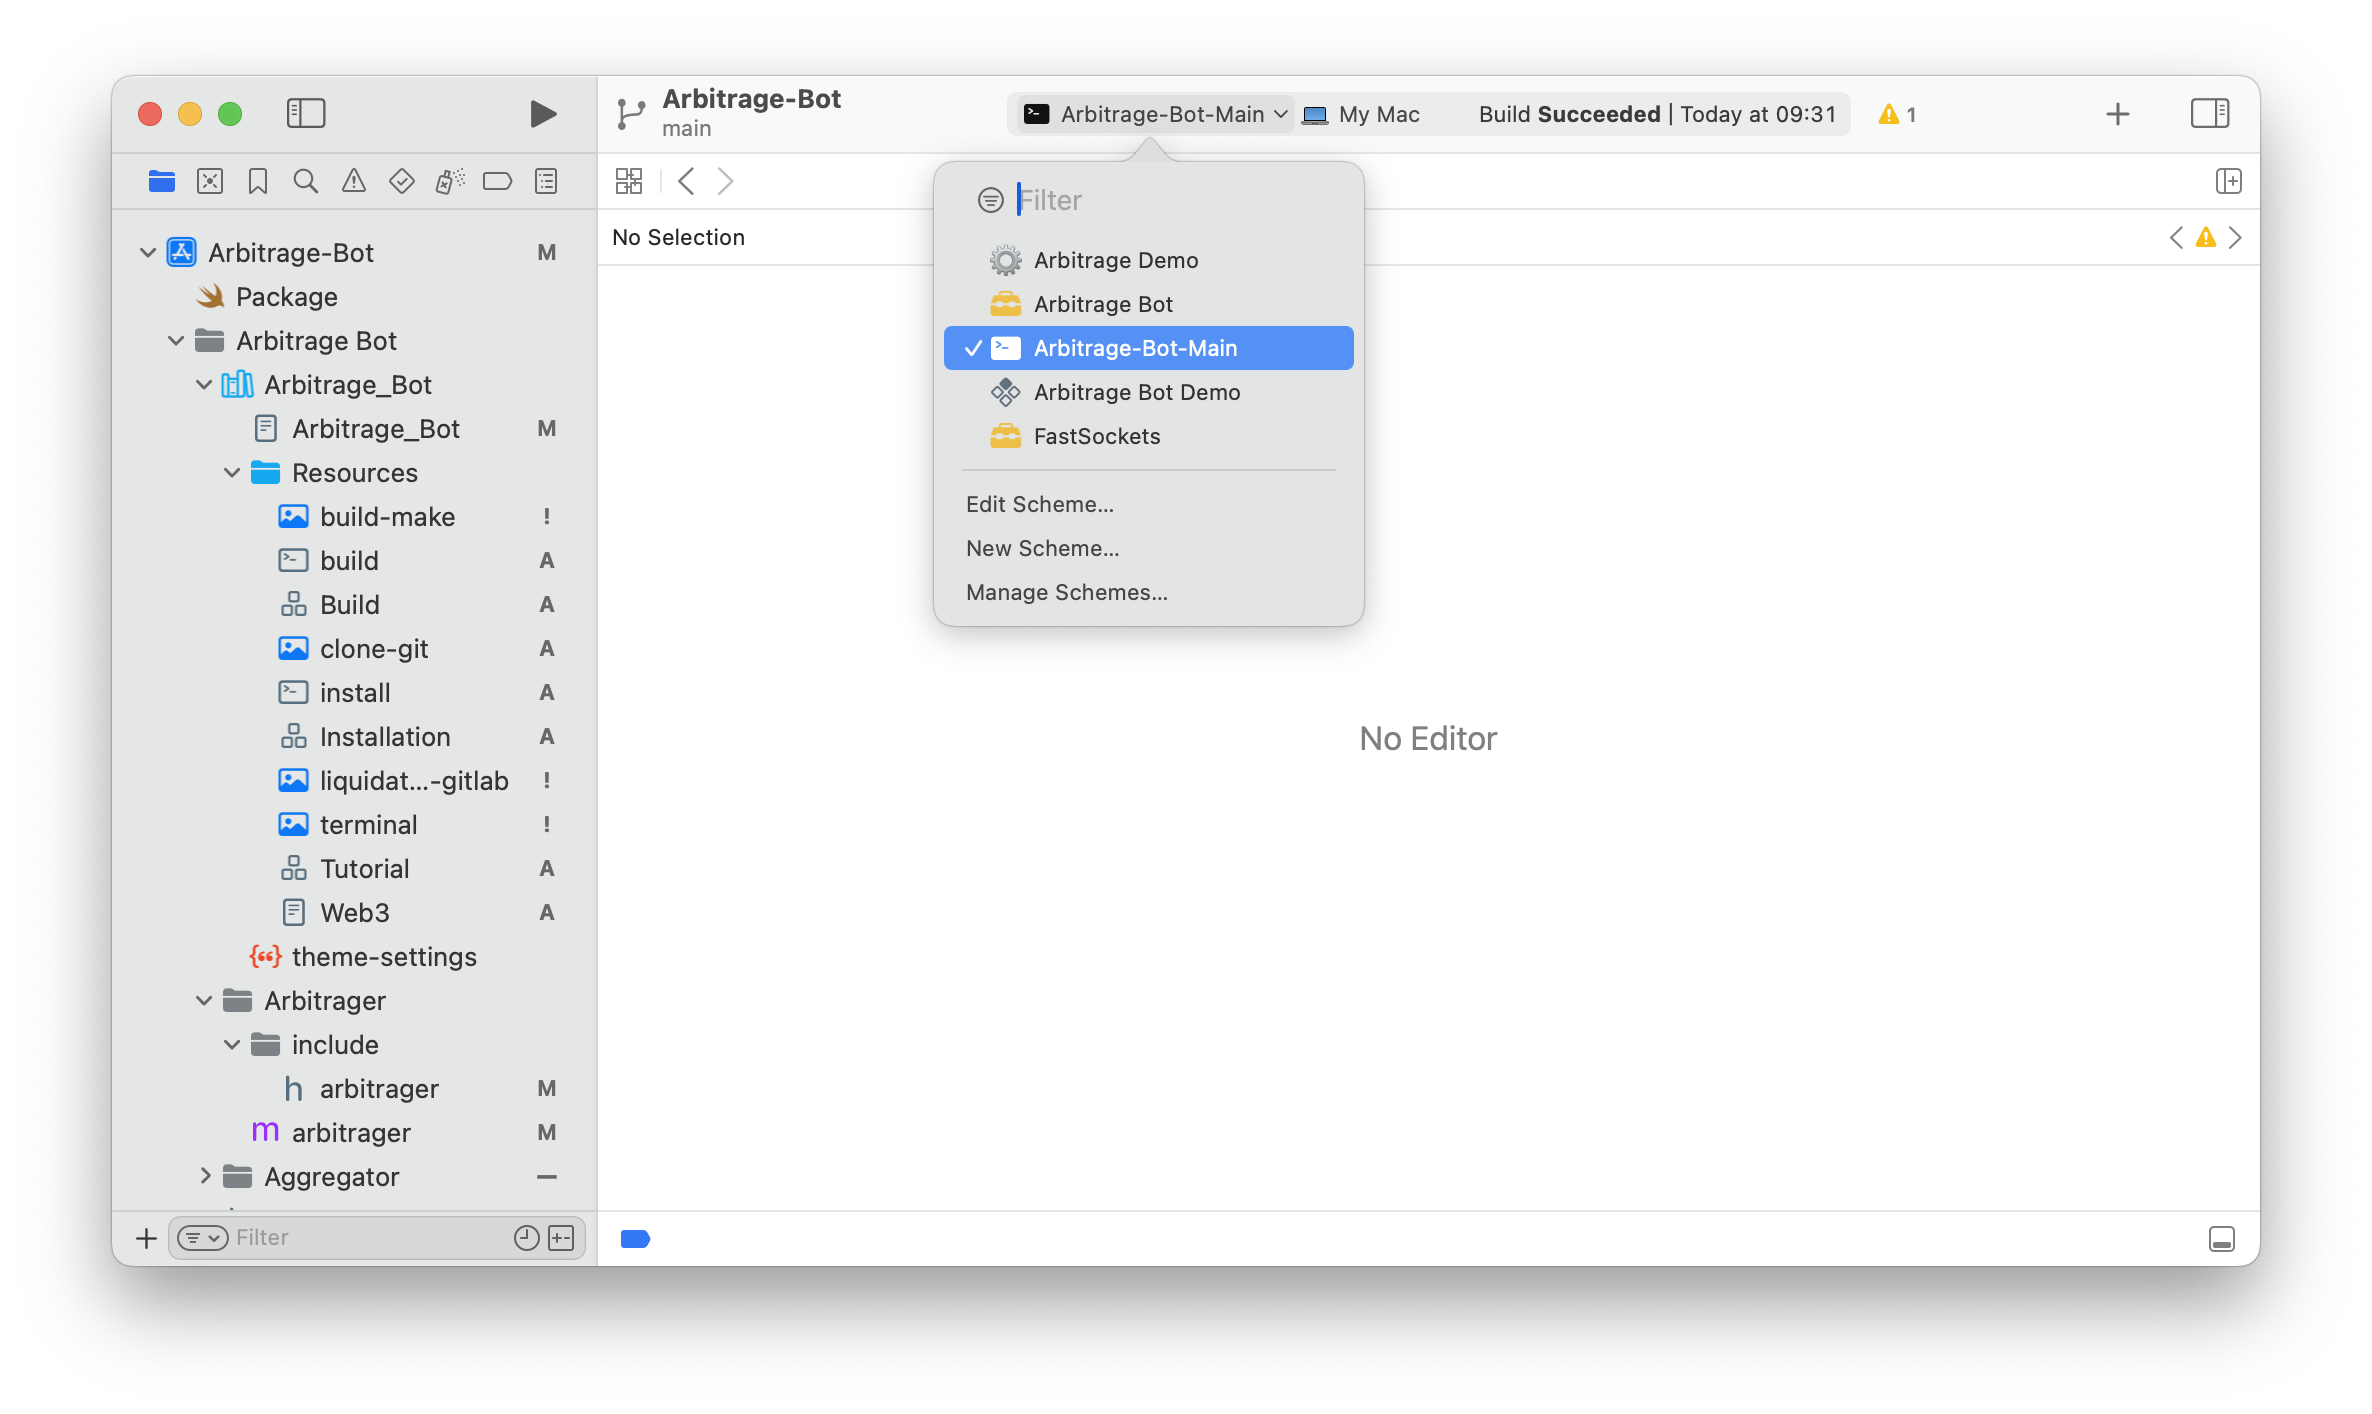 Arbitrage-Bot
main
Arbitrage-Bot-Main
My Mac
Build Succeeded | Today at 09:31
1
No Selection
Filter
Arbitrage Demo
Arbitrage Bot
Arbitrage-Bot-Main
Arbitrage Bot Demo
FastSockets
Edit Scheme...
New Scheme...
Manage Schemes...
No Editor
Arbitrage-Bot M
Package
Arbitrage Bot
Arbitrage_Bot
Arbitrage_Bot M
Resources
build-make !
build A
Build A
clone-git A
install A
Installation A
liquidat...-gitlab !
terminal !
Tutorial A
Web3 A
theme-settings
Arbitrager
include
h arbitrager M
m arbitrager M
Aggregator –
Filter